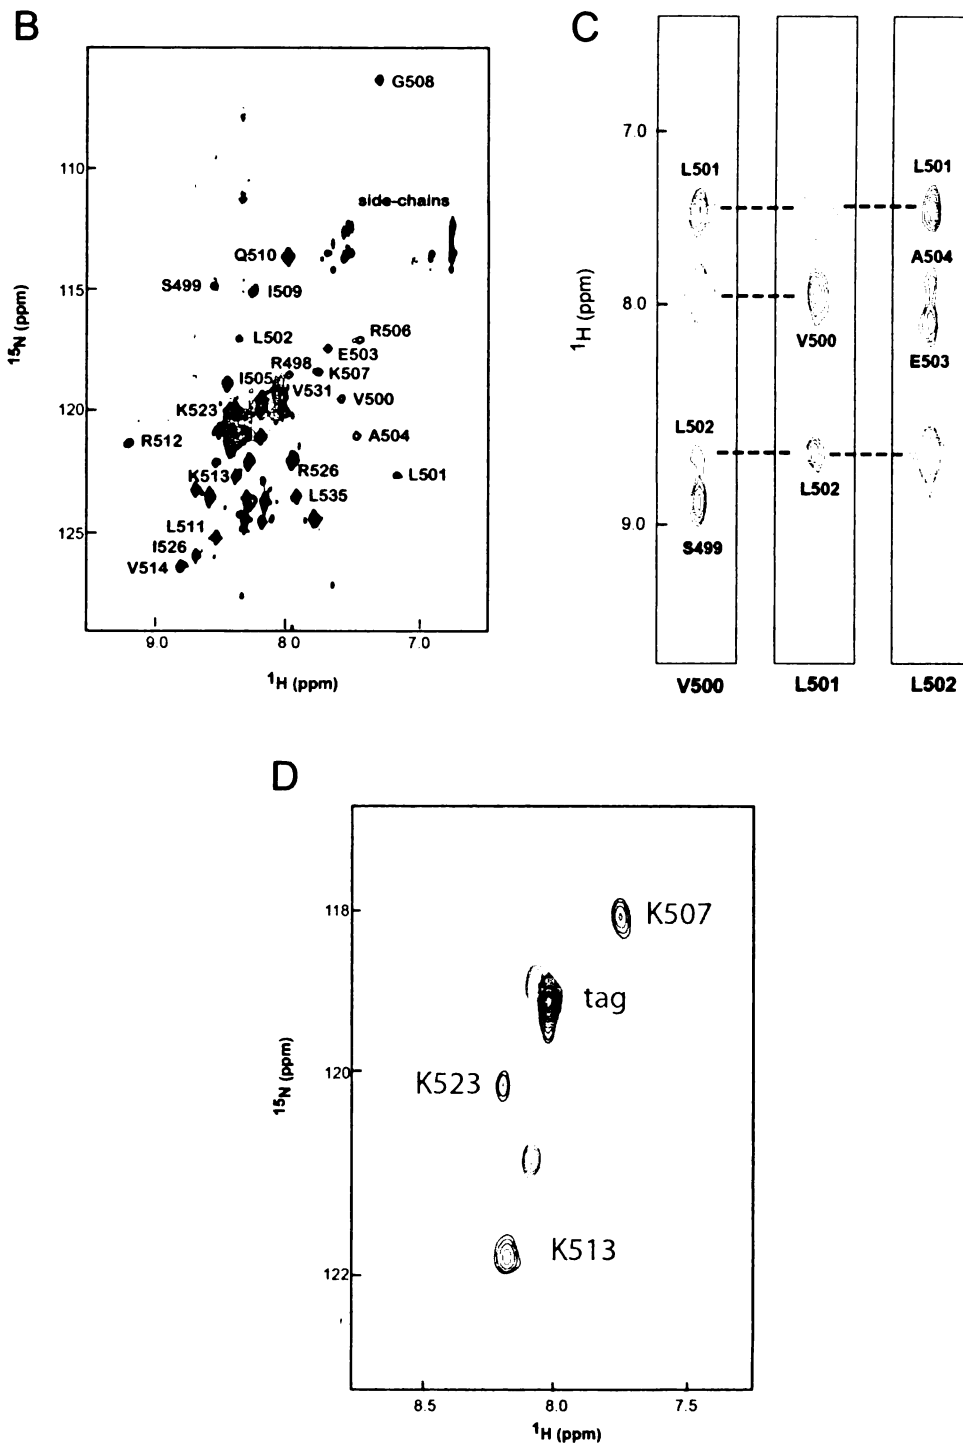 B
G508
110
side-chains
Q510
S499
I509
115
L502
R506
E503
R498
K507
I505
V531
K523
V500
120
R512
A504
K513
R526
L501
L535
L511
125
I526
V514
9.0
8.0
7.0
15N (ppm)
1H (ppm)
C
7.0
L501
L501
A504
8.0
V500
E503
L502
L502
9.0
S499
1H (ppm)
V500
L501
L502
D
118
K507
tag
120
K523
K513
122
8.5
8.0
7.5
15N (ppm)
1H (ppm)